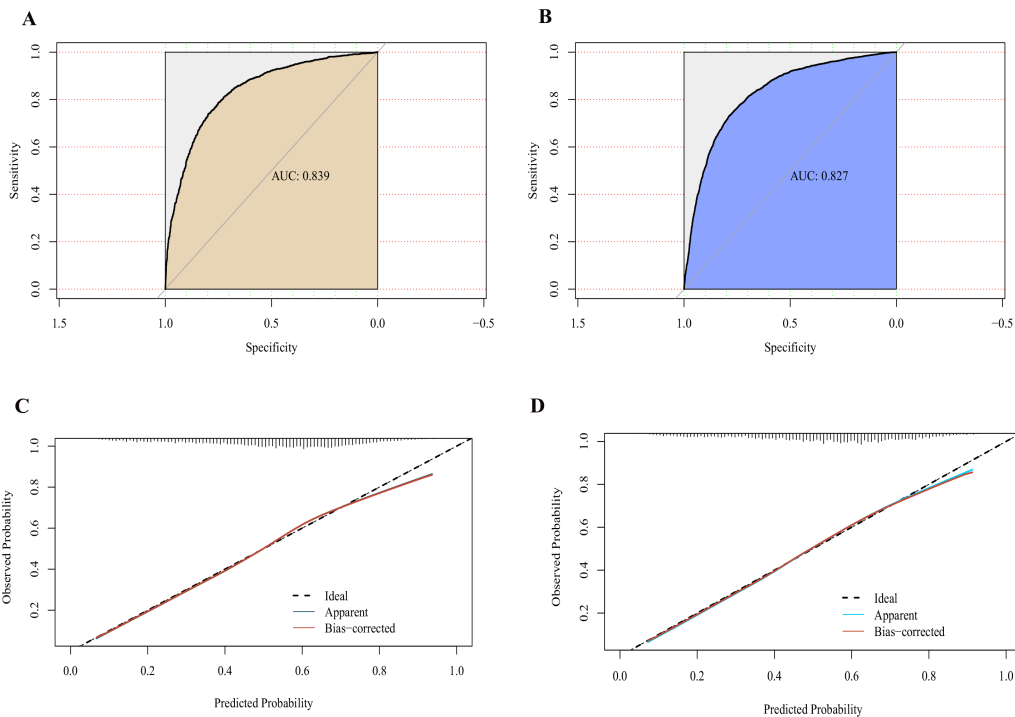 A
1.0
0.8
0.6
0.4
0.2
0.0
Sensitivity
AUC: 0.839
1.5
1.0
0.5
0.0
−0.5
Specificity
B
1.0
0.8
0.6
0.4
0.2
0.0
Sensitivity
AUC: 0.827
1.5
1.0
0.5
0.0
−0.5
Specificity
C
1.0
0.8
0.6
0.4
0.2
Observed Probability
Ideal
Apparent
Bias−corrected
0.0
0.2
0.4
0.6
0.8
1.0
Predicted Probability
D
1.0
0.8
0.6
0.4
0.2
Observed Probability
Ideal
Apparent
Bias−corrected
0.0
0.2
0.4
0.6
0.8
1.0
Predicted Probability